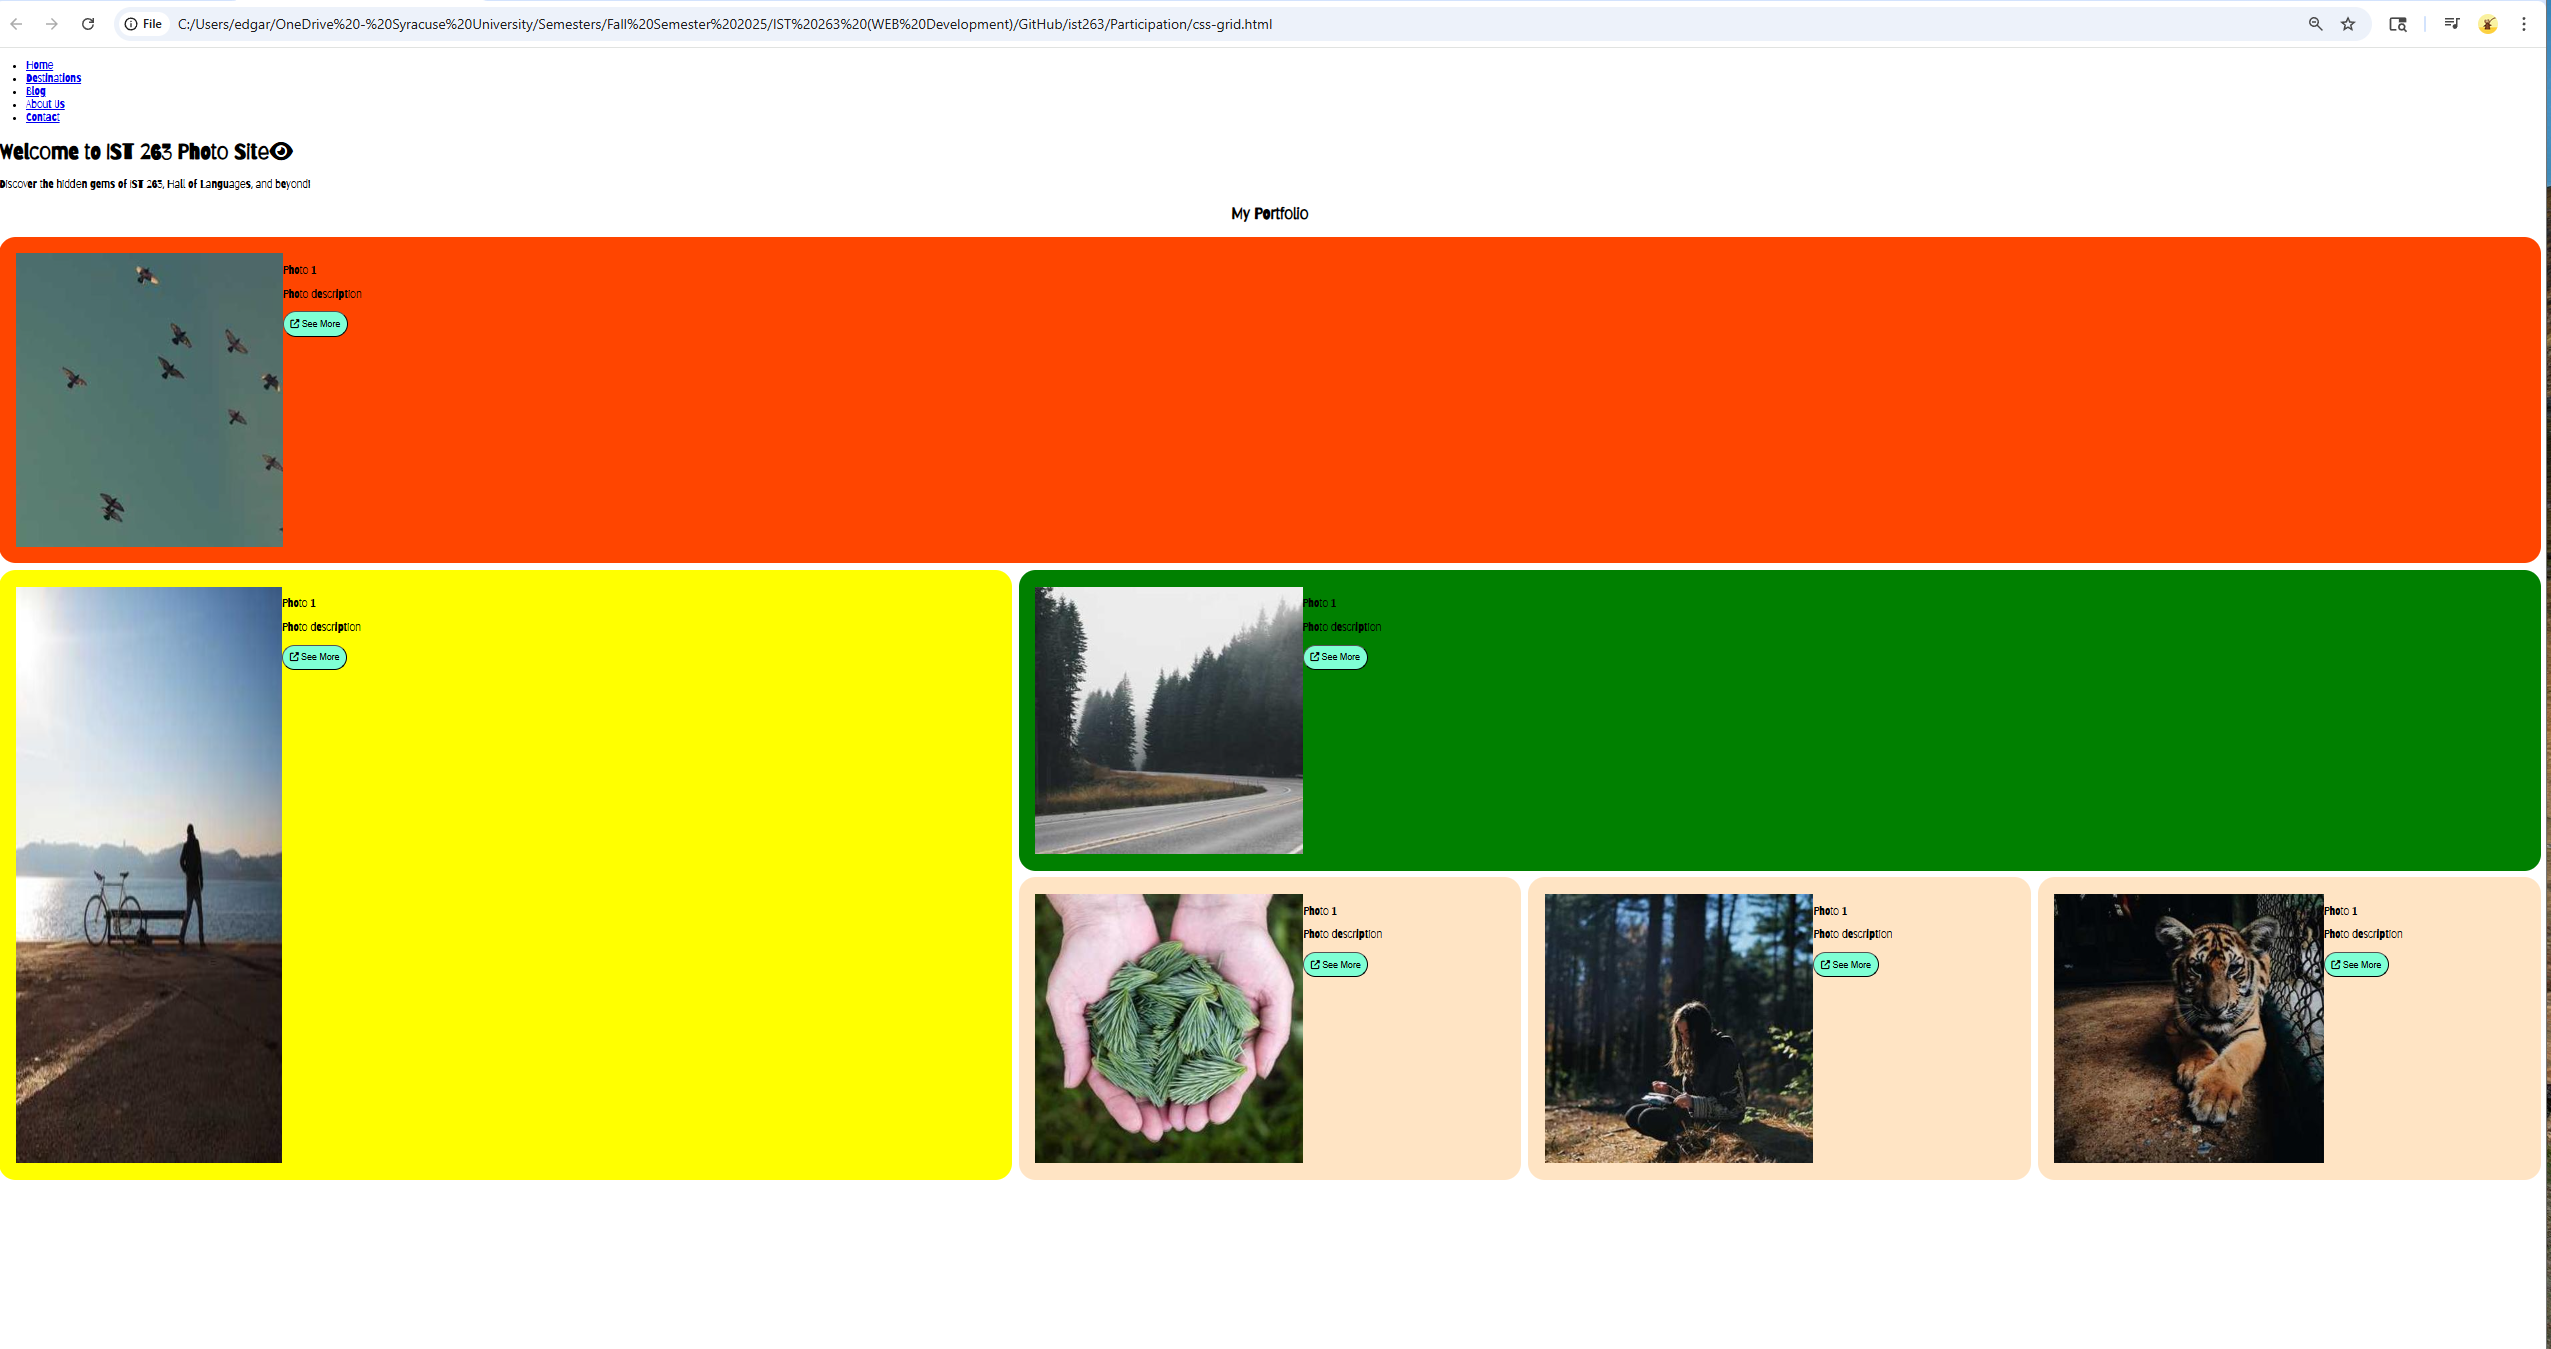 File C:/Users/edgar/OneDrive%20-%20Syracuse%20University/Semesters/Fall%20Semester%202025/IST%20263%20(WEB%20Development)/GitHub/ist263/Participation/css-grid.html
Home
Destinations
Blog
About Us
Contact
Welcome to IST 263 Photo Site
Discover the hidden gems of IST 263, Hall of Languages, and beyond!
My Portfolio
Photo 1
Photo description
See More
Photo 1
Photo description
See More
Photo 1
Photo description
See More
Photo 1
Photo description
See More
Photo 1
Photo description
See More
Photo 1
Photo description
See More